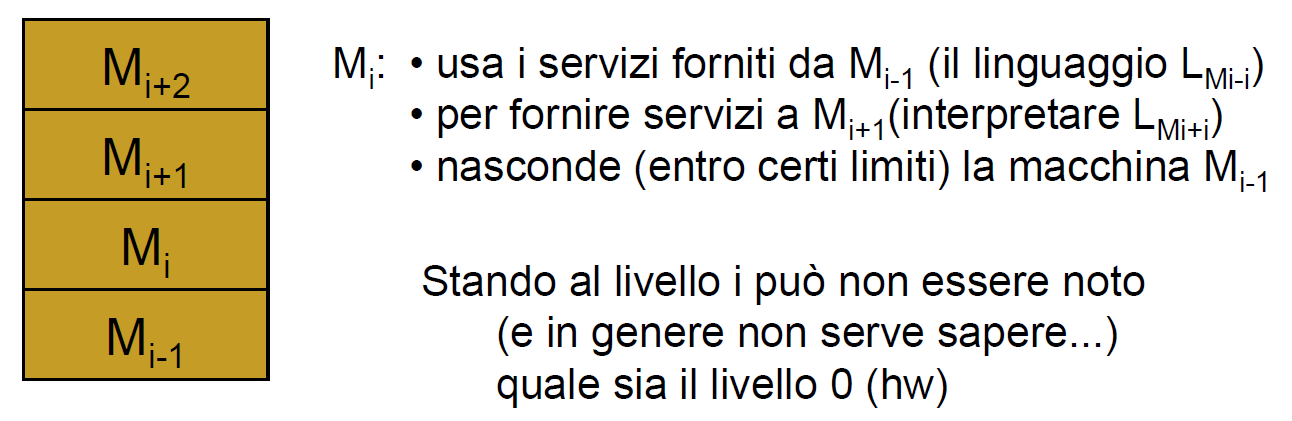 M_{i+2}
M_{i+1}
M_i
M_{i-1}
M_i: • usa i servizi forniti da M_{i-1} (il linguaggio L_{Mi-i})
• per fornire servizi a M_{i+1}(interpretare L_{Mi+i})
• nasconde (entro certi limiti) la macchina M_{i-1}
Stando al livello i può non essere noto
(e in genere non serve sapere...)
quale sia il livello 0 (hw)